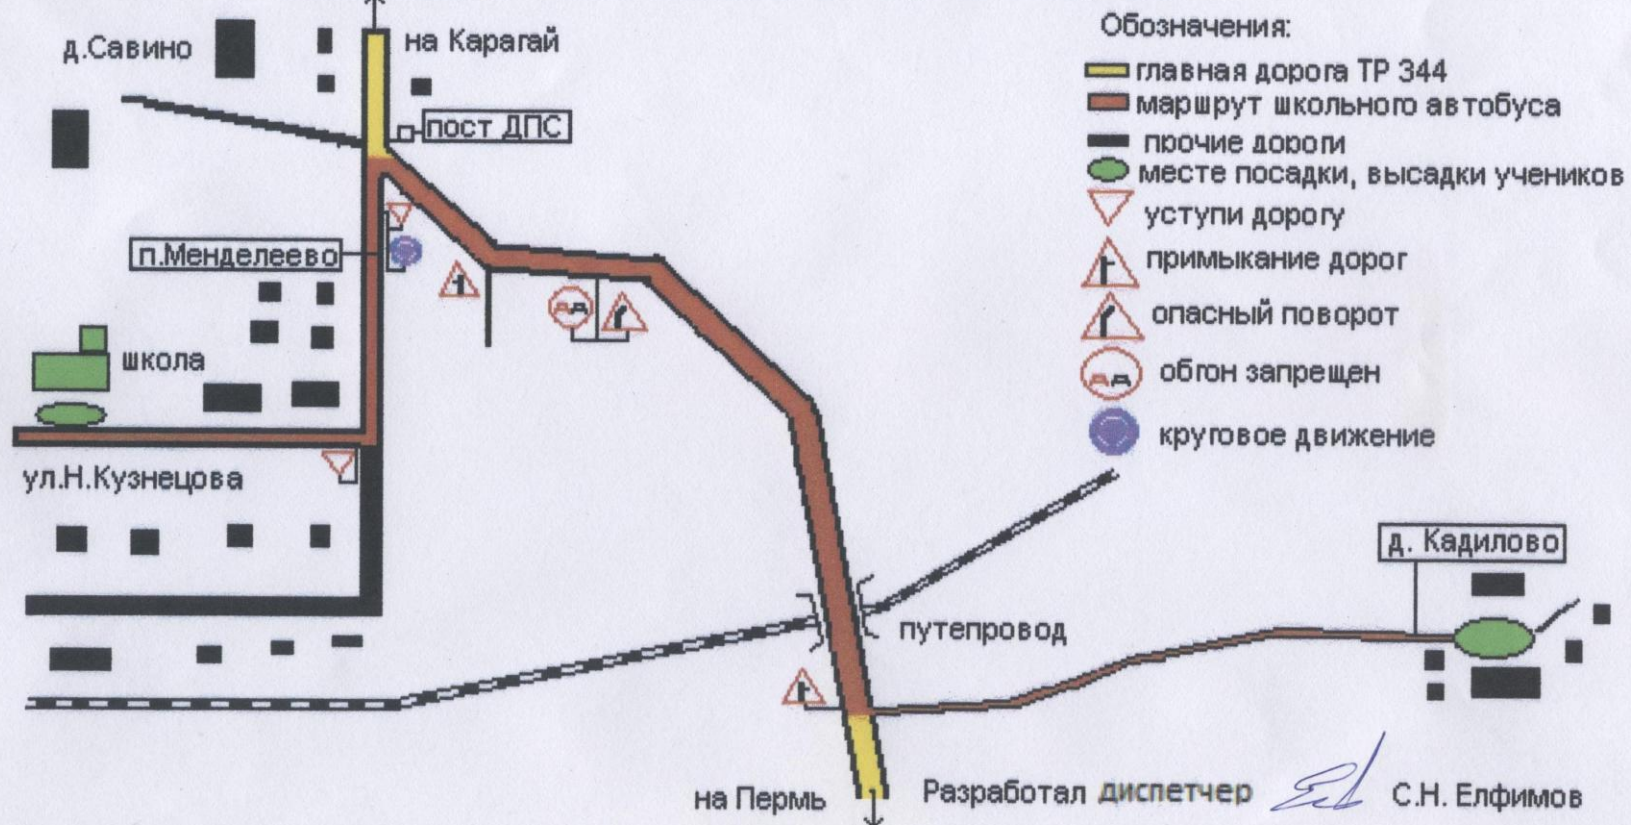 д.Савино
на Карагай
пост ДПС
п.Менделеево
школа
ул.Н.Кузнецова
Обозначения:
главная дорога ТР 344
маршрут школьного автобуса
прочие дороги
месте посадки, высадки учеников
уступи дорогу
примыкание дорог
опасный поворот
обгон запрещен
круговое движение
д. Кадилово
путепровод
на Пермь
Разработал диспетчер
С.Н. Елфимов